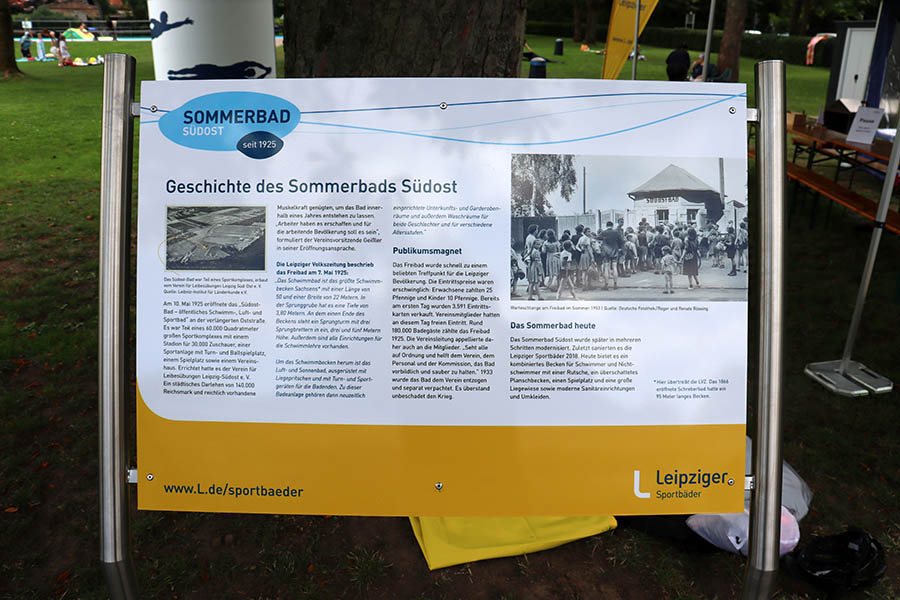 SOMMERBAD
SÜDOST
seit 1925
Geschichte des Sommerbads Südost
Das Südost-Bad war Teil eines Sportkomplexes, erbaut
vom Verein für Leibesübungen Leipzig Süd-Ost e. V.
Quelle: Leibniz-Institut für Länderkunde e.V.
Am 10. Mai 1925 eröffnete das „Südost-
Bad – öffentliches Schwimm-, Luft- und
Sportbad“ an der verlängerten Oststraße.
Es war Teil eines 60.000 Quadratmeter
großen Sportkomplexes mit einem
Stadion für 30.000 Zuschauer, einer
Sportanlage mit Turn- und Ballspielplatz,
einem Spielplatz sowie einem Vereins-
haus. Errichtet hatte es der Verein für
Leibesübungen Leipzig-Südost e. V.
Ein städtisches Darlehen von 140.000
Reichsmark und reichlich vorhandene
Muskelkraft genügten, um das Bad inner-
halb eines Jahres entstehen zu lassen.
„Arbeiter haben es erschaffen und für
die arbeitende Bevölkerung soll es sein“,
formuliert der Vereinsvorsitzende Geißler
in seiner Eröffnungsansprache.
Die Leipziger Volkszeitung beschrieb
das Freibad am 7. Mai 1925:
„Das Schwimmbad ist das größte Schwimm-
becken Sachsens* mit einer Länge von
50 und einer Breite von 22 Metern. In
der Sprunggrube hat es eine Tiefe von
3,80 Metern. An dem einen Ende des
Beckens steht ein Sprungturm mit drei
Sprungbrettern in ein, drei und fünf Metern
Höhe. Außerdem sind alle Einrichtungen für
die Schwimmlehre vorhanden.
Um das Schwimmbecken herum ist das
Luft- und Sonnenbad, ausgerüstet mit
Liegepritschen und mit Turn- und Sport-
geräten für die Badenden. Zu dieser
Badeanlage gehören dann neuzeitlich
eingerichtete Unterkunfts- und Garderoben-
räume und außerdem Waschräume für
beide Geschlechter und für verschiedene
Altersstufen.“
Publikumsmagnet
Das Freibad wurde schnell zu einem
beliebten Treffpunkt für die Leipziger
Bevölkerung. Die Eintrittspreise waren
erschwinglich: Erwachsene zahlten 25
Pfennige und Kinder 10 Pfennige. Bereits
am ersten Tag wurden 3.591 Eintritts-
karten verkauft. Vereinsmitglieder hatten
an diesem Tag freien Eintritt. Rund
180.000 Badegäste zählte das Freibad
1925. Die Vereinsleitung appellierte da-
her auch an die Mitglieder. „Seht alle
auf Ordnung und helft dem Verein, dem
Personal und der Kommission, das Bad
vorbildlich und sauber zu halten.“ 1933
wurde das Bad dem Verein entzogen
und separat verpachtet. Es überstand
unbeschadet den Krieg.
SÜDOSTBAD
Warteschlange am Freibad im Sommer 1952 | Quelle: Deutsche Fotothek/Roger und Renate Rössing
Das Sommerbad heute
Das Sommerbad Südost wurde später in mehreren
Schritten modernisiert. Zuletzt sanierten es die
Leipziger Sportbäder 2018. Heute bietet es ein
kombiniertes Becken für Schwimmer und Nicht-
schwimmer mit einer Rutsche, ein überschattetes
Planschbecken, einen Spielplatz und eine große
Liegewiese sowie moderne Sanitäreinrichtungen
und Umkleiden.
* Hier übertreibt die LVZ. Das 1866
eröffnete Schreberbad hatte ein
95 Meter langes Becken.
www.L.de/sportbaeder
L Leipziger
Sportbäder
Leipziger
Pause